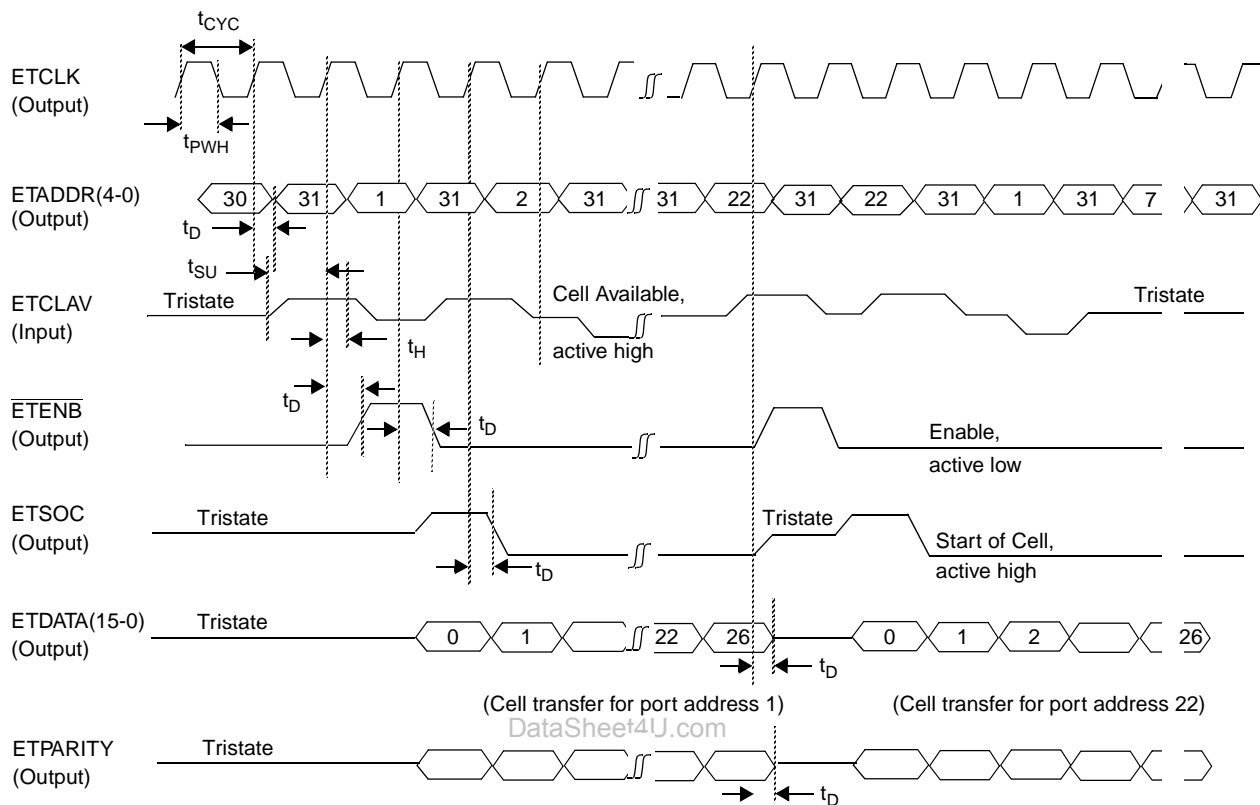 tCYC
ETCLK
(Output)
tPWH
ETADDR(4-0)
(Output)
30 31 1 31 2 31 31 22 31 22 31 1 31 7 31
tD
tSU
ETCLAV
(Input)
Tristate
Cell Available,
active high
Tristate
tH
tD
ETENB
(Output)
tD
Enable,
active low
ETSOC
(Output)
Tristate
Tristate
Start of Cell,
active high
tD
ETDATA(15-0)
(Output)
Tristate
0 1 22 26 0 1 2 26
tD
(Cell transfer for port address 1) (Cell transfer for port address 22)
DataSheet4U.com
ETPARITY
(Output)
Tristate
tD